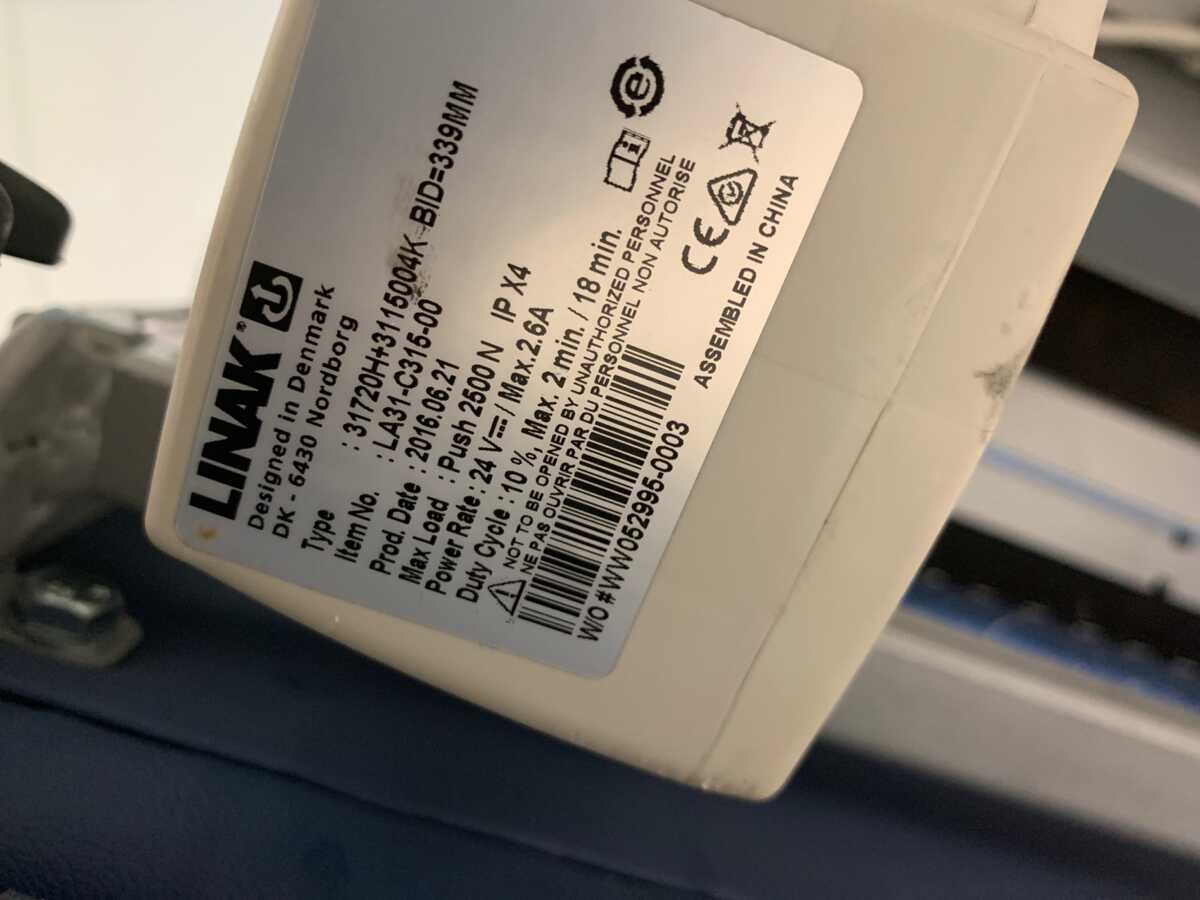 LINAK®
Designed in Denmark
DK - 6430 Nordborg
Type : 31720H+3115004K BID=339MM
Item No. : LA31-C315-00
Prod. Date : 2016.06.21
Max Load : Push 2500 N IP X4
Power Rate : 24 V⎓/ Max.2.6A
Duty Cycle : 10 %, Max. 2 min. / 18 min.
NOT TO BE OPENED BY UNAUTHORIZED PERSONNEL
NE PAS OUVRIR PAR DU PERSONNEL NON AUTORISE
WO #WW052995-0003
e
CE
ASSEMBLED IN CHINA